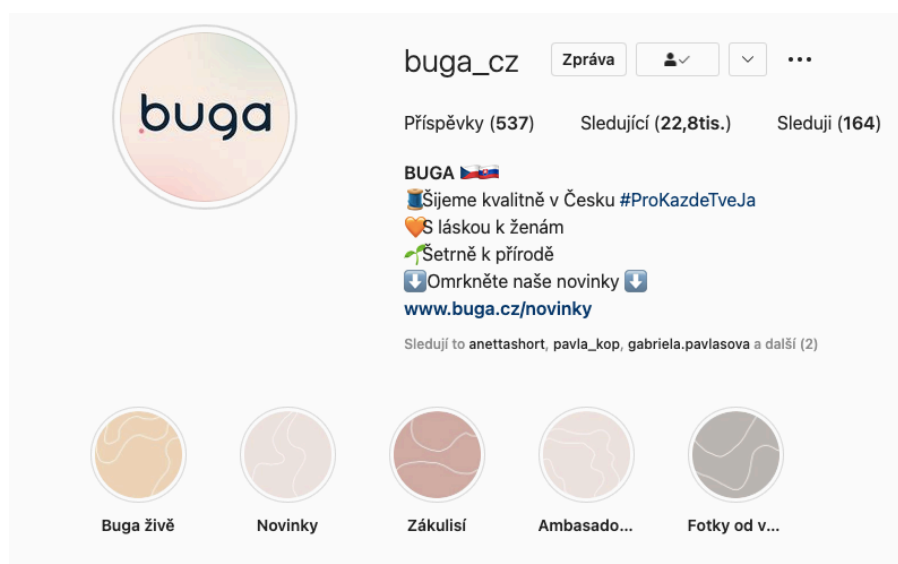 buga
buga_cz Zpráva
Příspěvky (537) Sledující (22,8tis.) Sleduji (164)
BUGA 🇨🇿🇸🇰
🧵Šijeme kvalitně v Česku #ProKazdeTveJa
🧡S láskou k ženám
🌱Šetrně k přírodě
⬇️Omrkněte naše novinky ⬇️
www.buga.cz/novinky
Sledují to anettashort, pavla_kop, gabriela.pavlasova a další (2)
Buga živě Novinky Zákulisí Ambasado... Fotky od v...